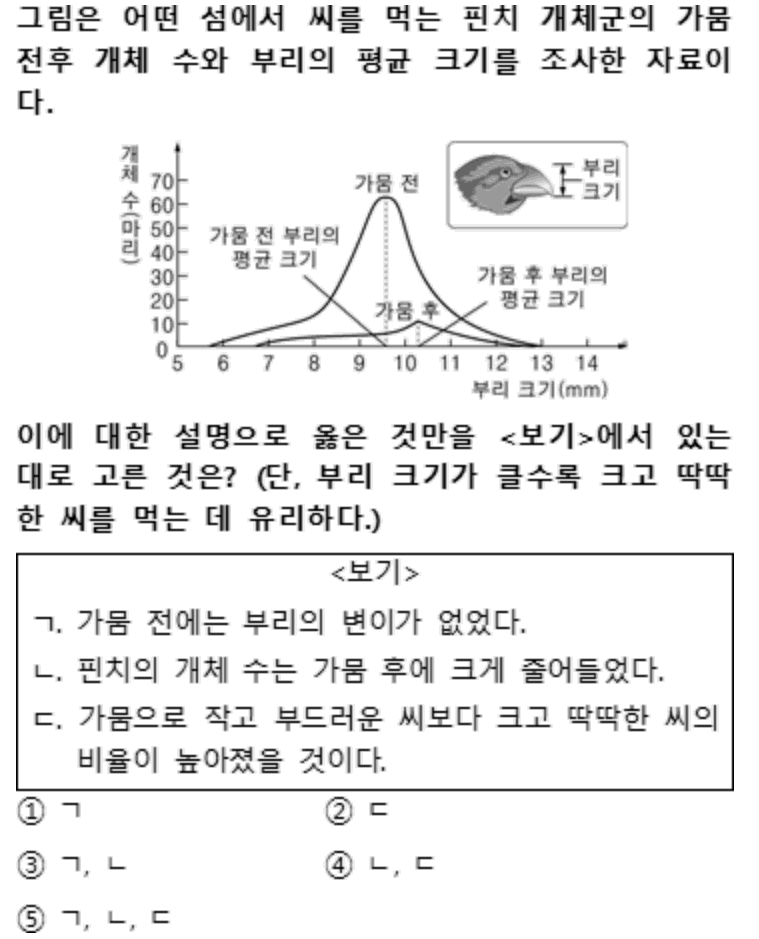 그림은 어떤 섬에서 씨를 먹는 핀치 개체군의 가뭄
전후 개체 수와 부리의 평균 크기를 조사한 자료이
다.
개체 수(마리)
70
60
50
40
30
20
10
0
가뭄 전
부리
크기
가뭄 전 부리의
평균 크기
가뭄 후 부리의
평균 크기
가뭄 후
5 6 7 8 9 10 11 12 13 14
부리 크기(mm)
이에 대한 설명으로 옳은 것만을 <보기>에서 있는
대로 고른 것은? (단, 부리 크기가 클수록 크고 딱딱
한 씨를 먹는 데 유리하다.)
<보기>
ㄱ. 가뭄 전에는 부리의 변이가 없었다.
ㄴ. 핀치의 개체 수는 가뭄 후에 크게 줄어들었다.
ㄷ. 가뭄으로 작고 부드러운 씨보다 크고 딱딱한 씨의
비율이 높아졌을 것이다.
① ㄱ ② ㄷ
③ ㄱ, ㄴ ④ ㄴ, ㄷ
⑤ ㄱ, ㄴ, ㄷ